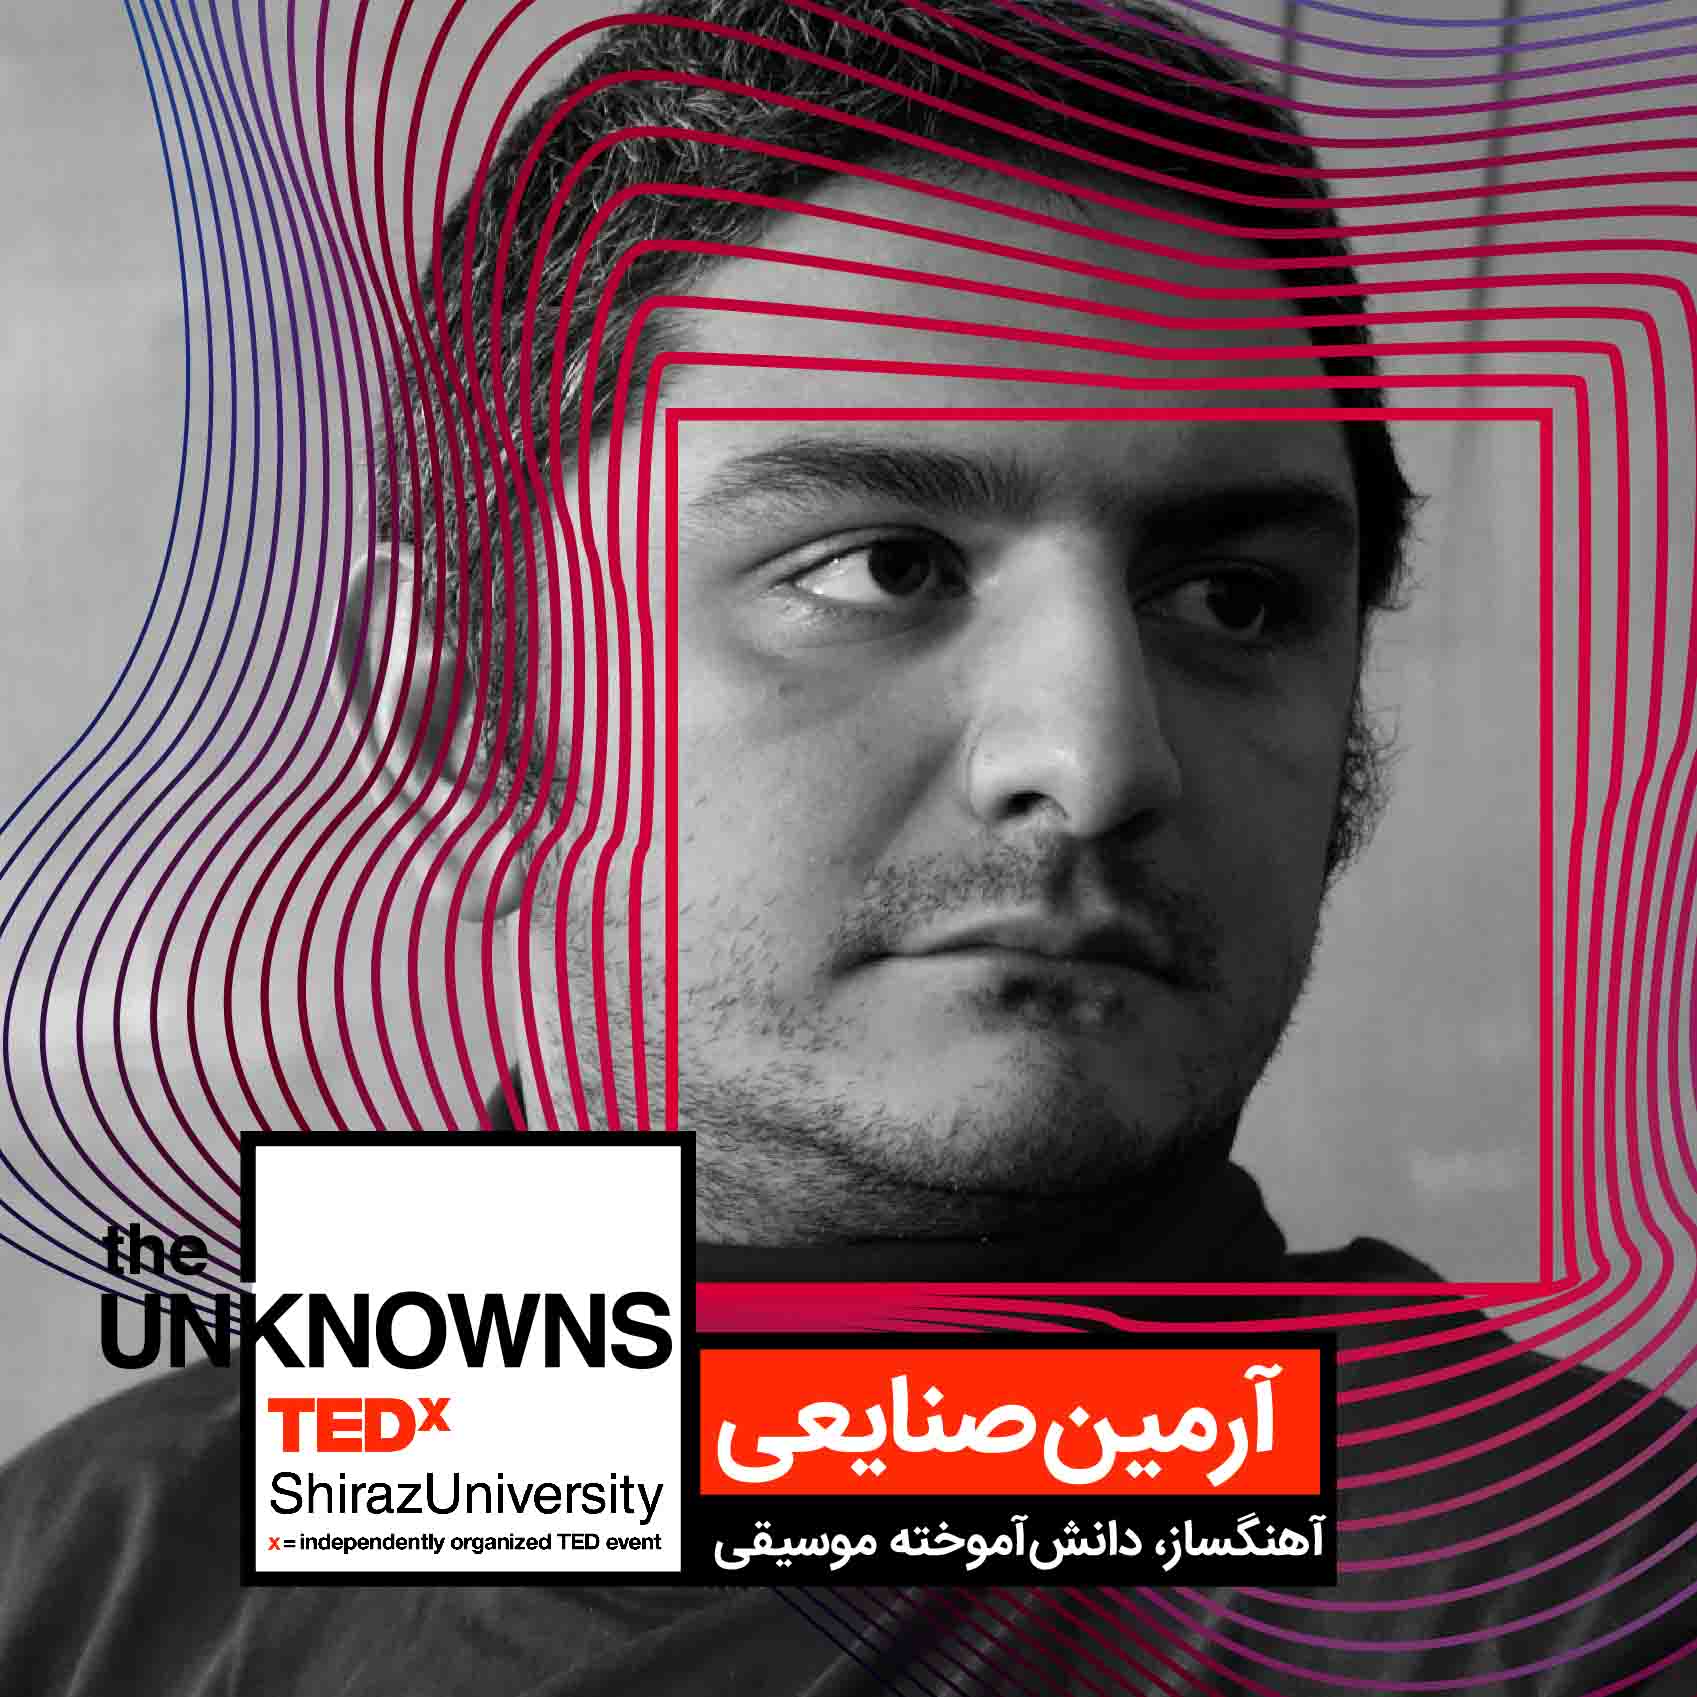 the
UNKNOWNS
TEDx
ShirazUniversity
x = independently organized TED event
آرمین صنایعی
آهنگساز، دانش‌آموخته موسیقی